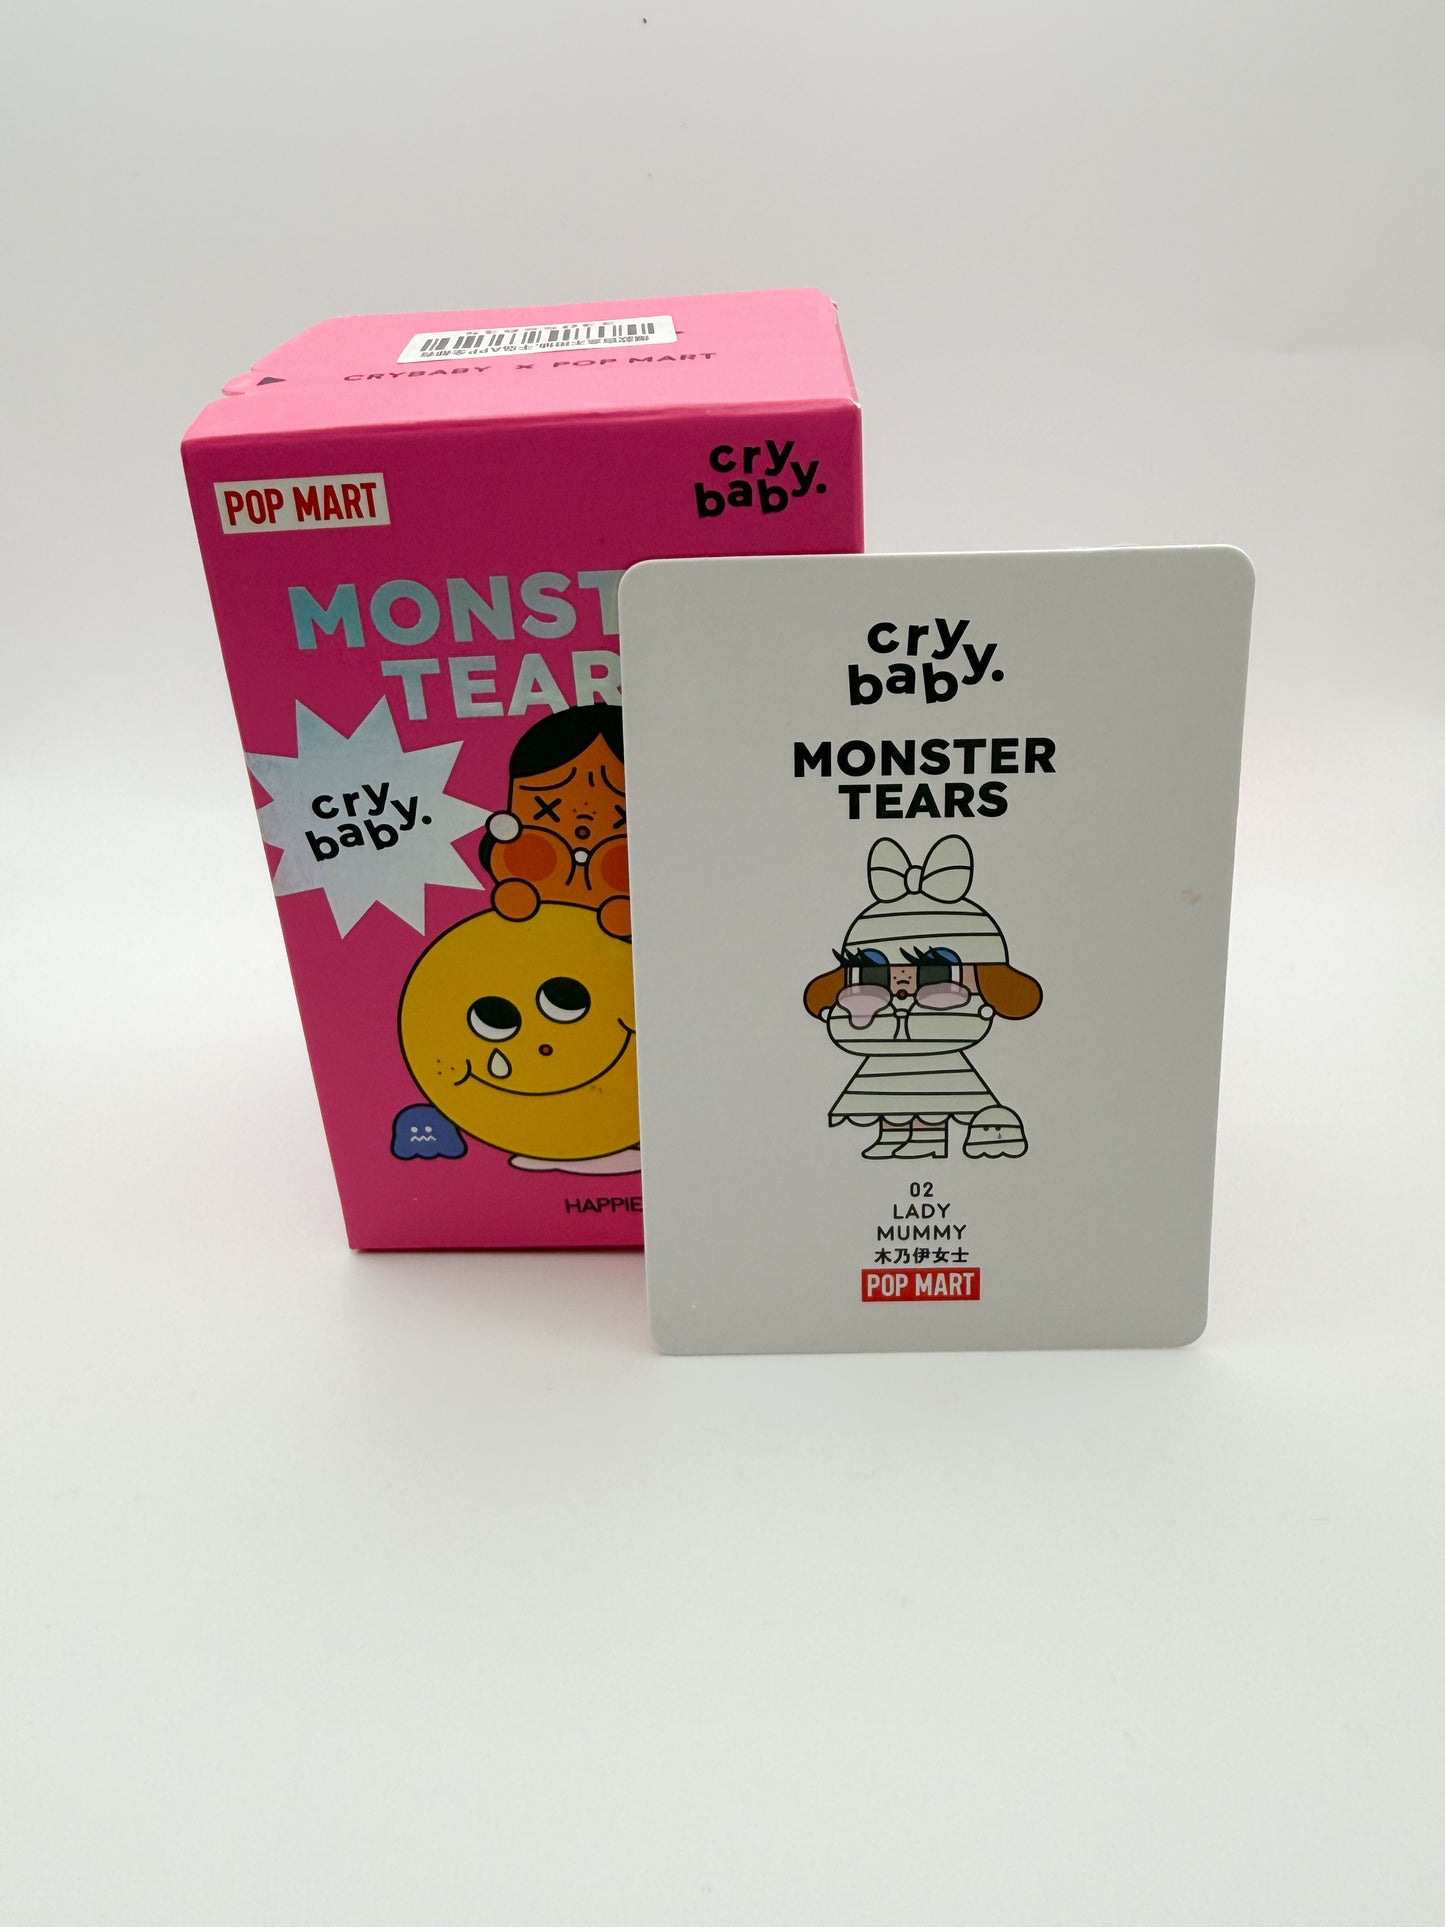 CRYBABY × POP MART
POP MART
cry
baby.
MONST
TEAR
cry
baby.
HAPPIE
cry
baby.
MONSTER
TEARS
02
LADY
MUMMY
木乃伊女士
POP MART